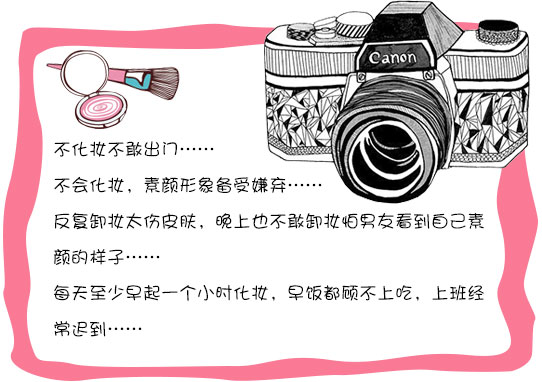 Canon
不化妆不敢出门……
不会化妆，素颜形象备受嫌弃……
反复卸妆太伤皮肤，晚上也不敢卸妆怕男友看到自己素
颜的样子……
每天至少早起一个小时化妆，早饭都顾不上吃，上班经
常迟到……